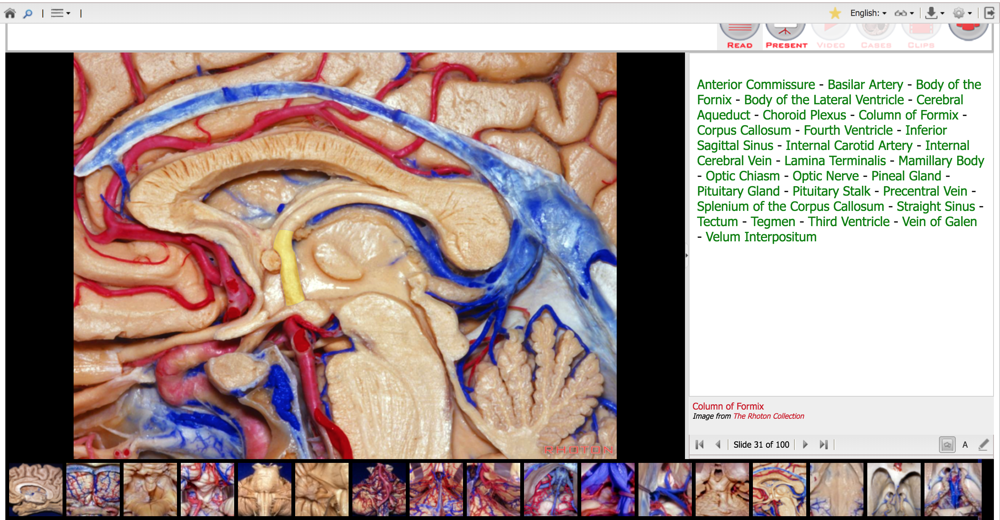 English:
READ PRESENT VIDEO CASES CLIPS
Anterior Commissure - Basilar Artery - Body of the
Fornix - Body of the Lateral Ventricle - Cerebral
Aqueduct - Choroid Plexus - Column of Formix -
Corpus Callosum - Fourth Ventricle - Inferior
Sagittal Sinus - Internal Carotid Artery - Internal
Cerebral Vein - Lamina Terminalis - Mamillary Body
- Optic Chiasm - Optic Nerve - Pineal Gland -
Pituitary Gland - Pituitary Stalk - Precentral Vein -
Splenium of the Corpus Callosum - Straight Sinus -
Tectum - Tegmen - Third Ventricle - Vein of Galen
- Velum Interpositum
Column of Formix
Image from The Rhoton Collection
Slide 31 of 100 A
RHOTON